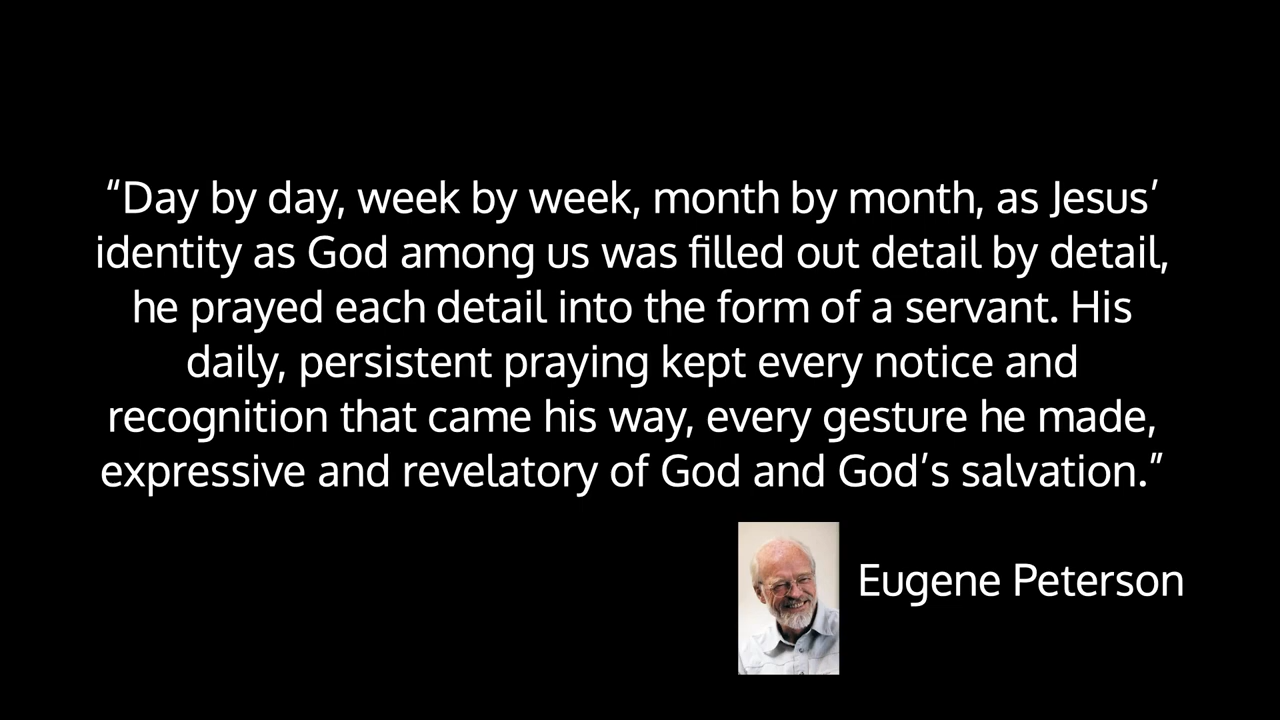 “Day by day, week by week, month by month, as Jesus’
identity as God among us was filled out detail by detail,
he prayed each detail into the form of a servant. His
daily, persistent praying kept every notice and
recognition that came his way, every gesture he made,
expressive and revelatory of God and God’s salvation.”
Eugene Peterson